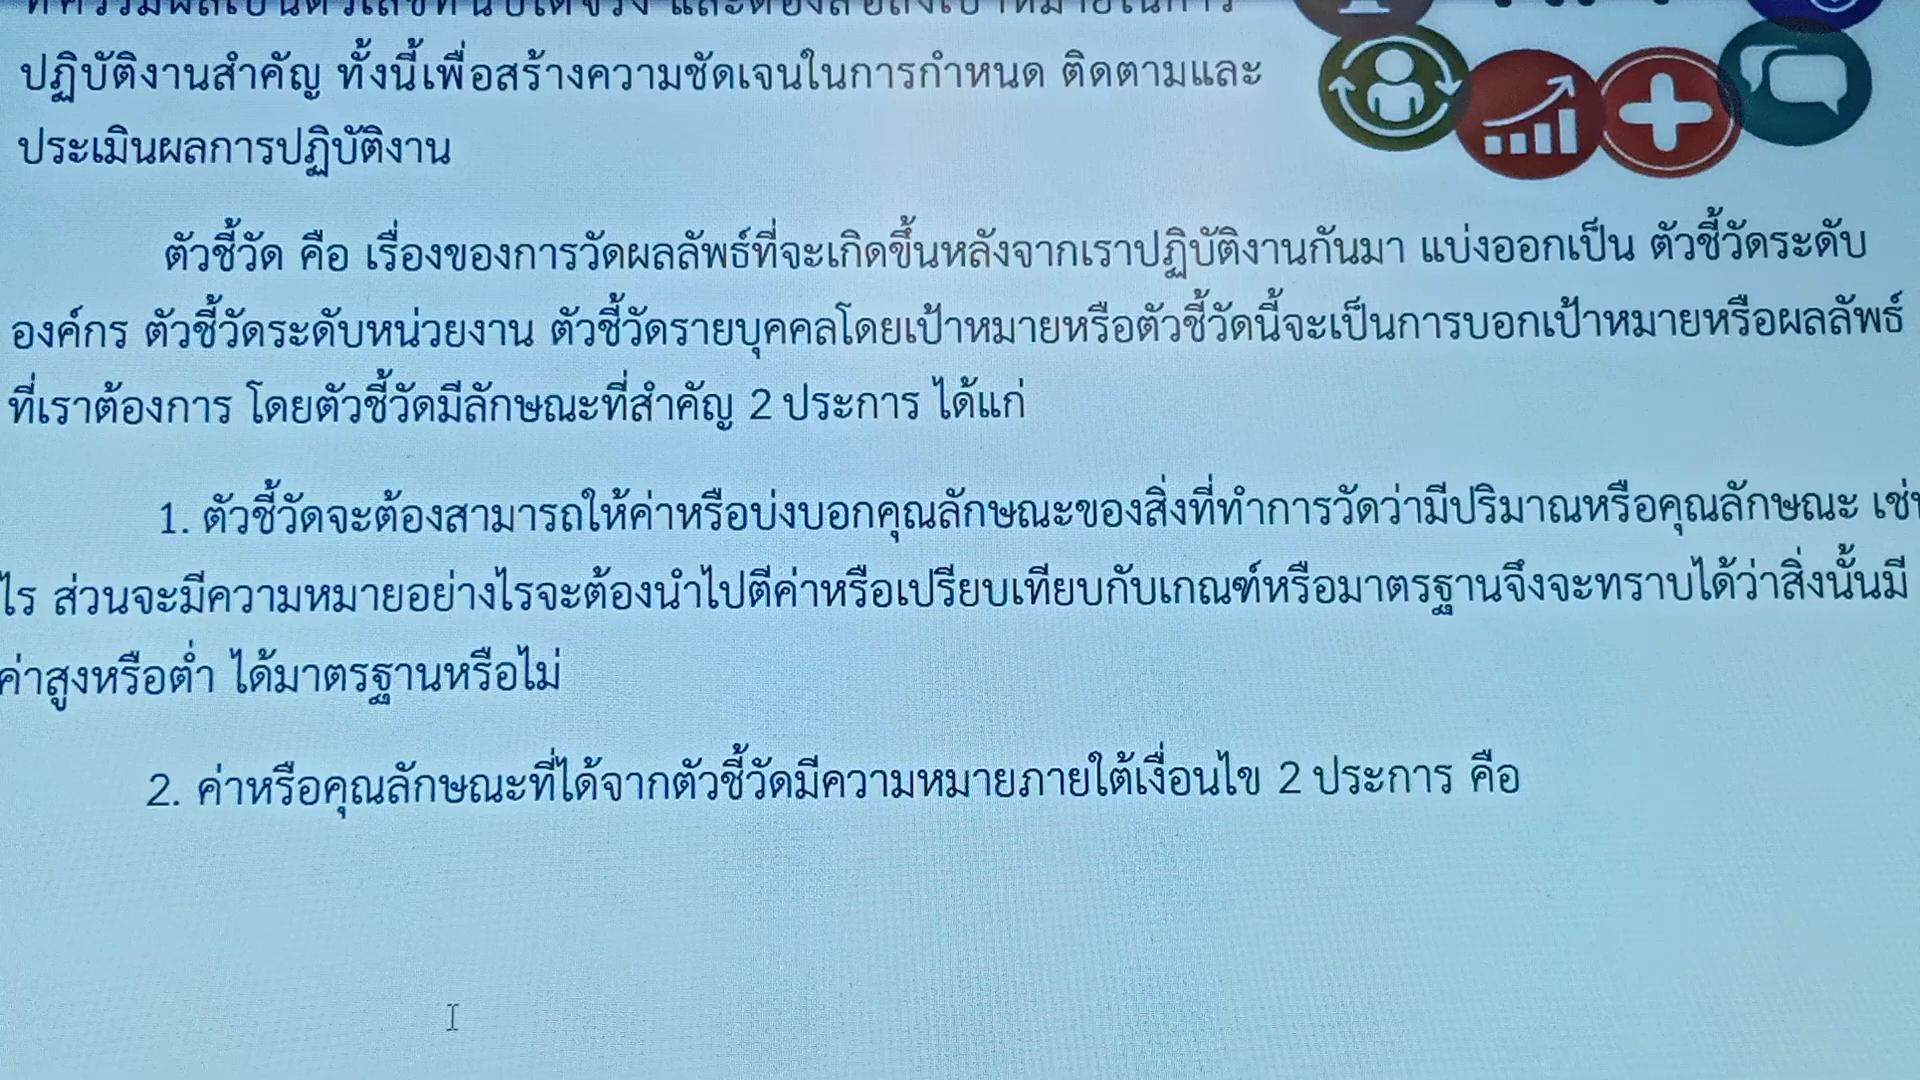 และต้องสื่อถึงเป้าหมายในการ
ปฏิบัติงานสำคัญ ทั้งนี้เพื่อสร้างความชัดเจนในการกำหนด ติดตามและ
ประเมินผลการปฏิบัติงาน
ตัวชี้วัด คือ เรื่องของการวัดผลลัพธ์ที่จะเกิดขึ้นหลังจากเราปฏิบัติงานกันมา แบ่งออกเป็น ตัวชี้วัดระดับ
องค์กร ตัวชี้วัดระดับหน่วยงาน ตัวชี้วัดรายบุคคลโดยเป้าหมายหรือตัวชี้วัดนี้จะเป็นการบอกเป้าหมายหรือผลลัพธ์
ที่เราต้องการ โดยตัวชี้วัดมีลักษณะที่สำคัญ 2 ประการ ได้แก่
1. ตัวชี้วัดจะต้องสามารถให้ค่าหรือบ่งบอกคุณลักษณะของสิ่งที่ทำการวัดว่ามีปริมาณหรือคุณลักษณะ เช่น
ไร ส่วนจะมีความหมายอย่างไรจะต้องนำไปตีค่าหรือเปรียบเทียบกับเกณฑ์หรือมาตรฐานจึงจะทราบได้ว่าสิ่งนั้นมี
ค่าสูงหรือต่ำ ได้มาตรฐานหรือไม่
2. ค่าหรือคุณลักษณะที่ได้จากตัวชี้วัดมีความหมายภายใต้เงื่อนไข 2 ประการ คือ